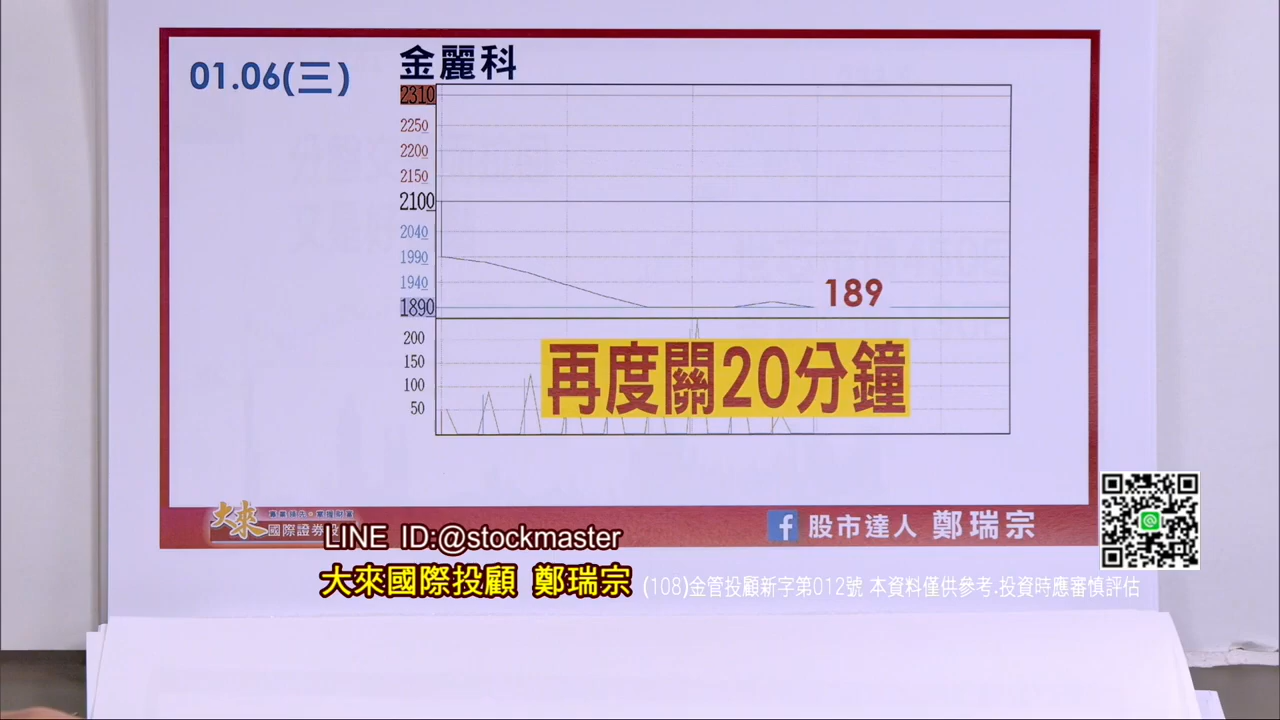 01.06(三)
金麗科
2310
2250
2200
2150
2100
2040
1990
1940
1890
189
200
150
100
50
再度關20分鐘
大來
國際證券投
股市達人 鄭瑞宗
LINE ID:@stockmaster
大來國際投顧 鄭瑞宗
(108)金管投顧新字第012號 本資料僅供參考.投資時應審慎評估